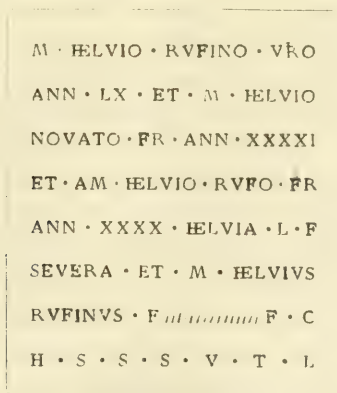 M · HELVIO · RVFINO · VRO
ANN · LX · ET · M · HELVIO
NOVATO · FR · ANN · XXXXI
ET · AM · HELVIO · RVFO · FR
ANN · XXXX · HELVIA · L · F
SEVERA · ET · M · HELVIVS
RVFINVS · F F · C
H · S · S · S · V · T · L